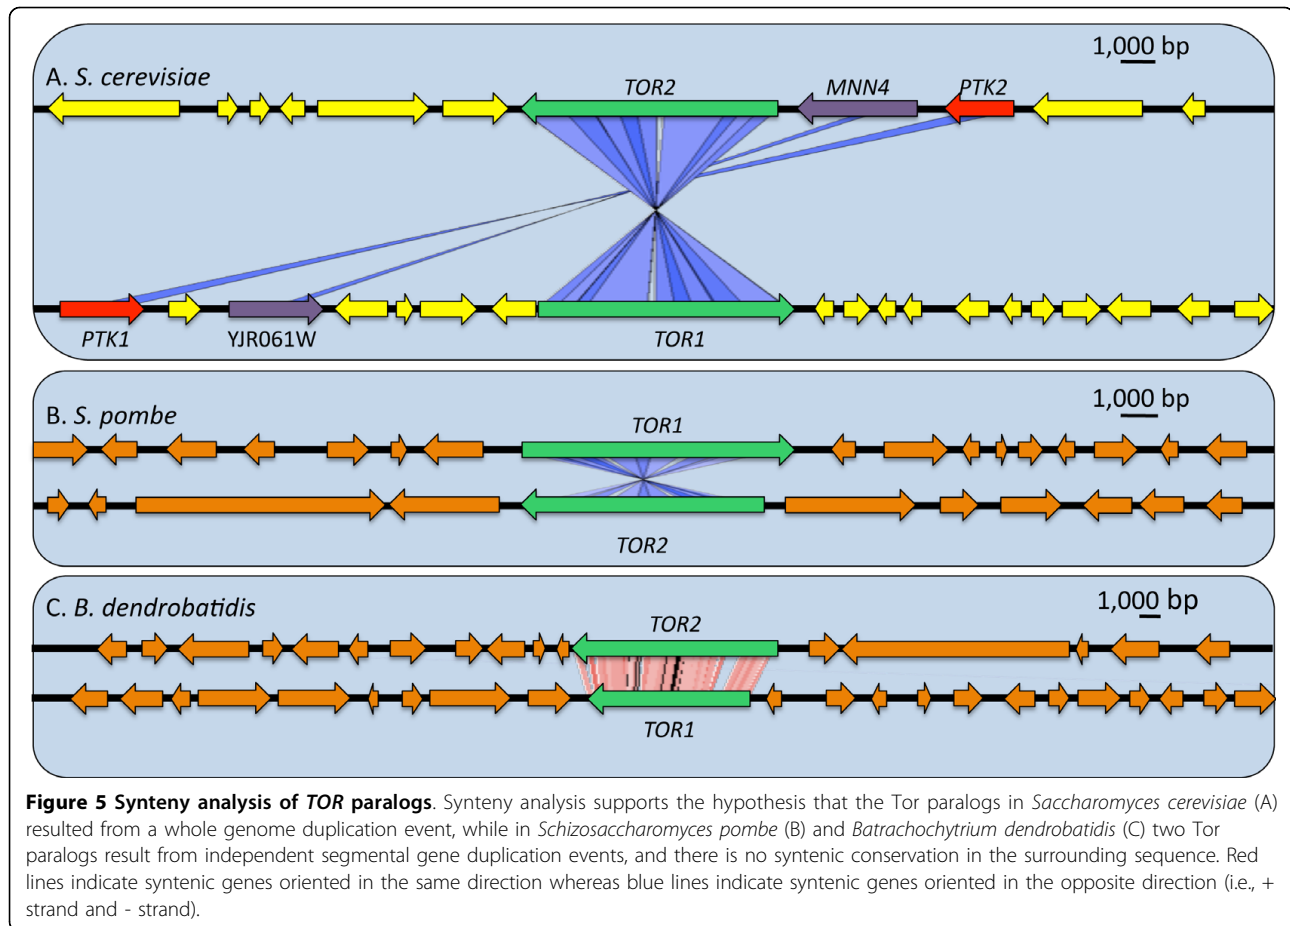 1,000 bp
A. S. cerevisiae
TOR2
MNN4
PTK2
PTK1
YJR061W
TOR1
B. S. pombe
1,000 bp
TOR1
TOR2
C. B. dendrobatidis
1,000 bp
TOR2
TOR1
Figure 5 Synteny analysis of TOR paralogs. Synteny analysis supports the hypothesis that the Tor paralogs in Saccharomyces cerevisiae (A)
resulted from a whole genome duplication event, while in Schizosaccharomyces pombe (B) and Batrachochytrium dendrobatidis (C) two Tor
paralogs result from independent segmental gene duplication events, and there is no syntenic conservation in the surrounding sequence. Red
lines indicate syntenic genes oriented in the same direction whereas blue lines indicate syntenic genes oriented in the opposite direction (i.e., +
strand and - strand).